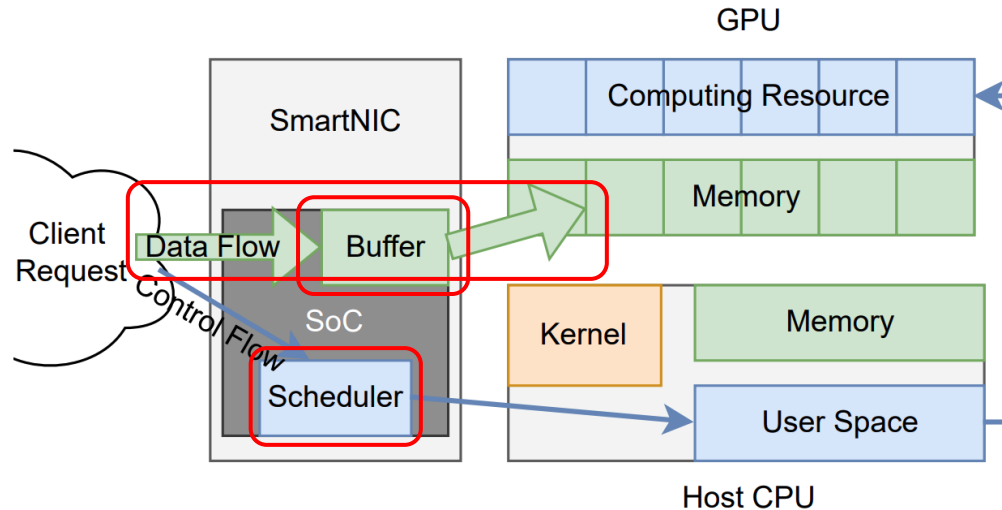 GPU
SmartNIC
Computing Resource
Memory
Client
Request
Data Flow
Buffer
Control Flow
SoC
Scheduler
Kernel
Memory
User Space
Host CPU